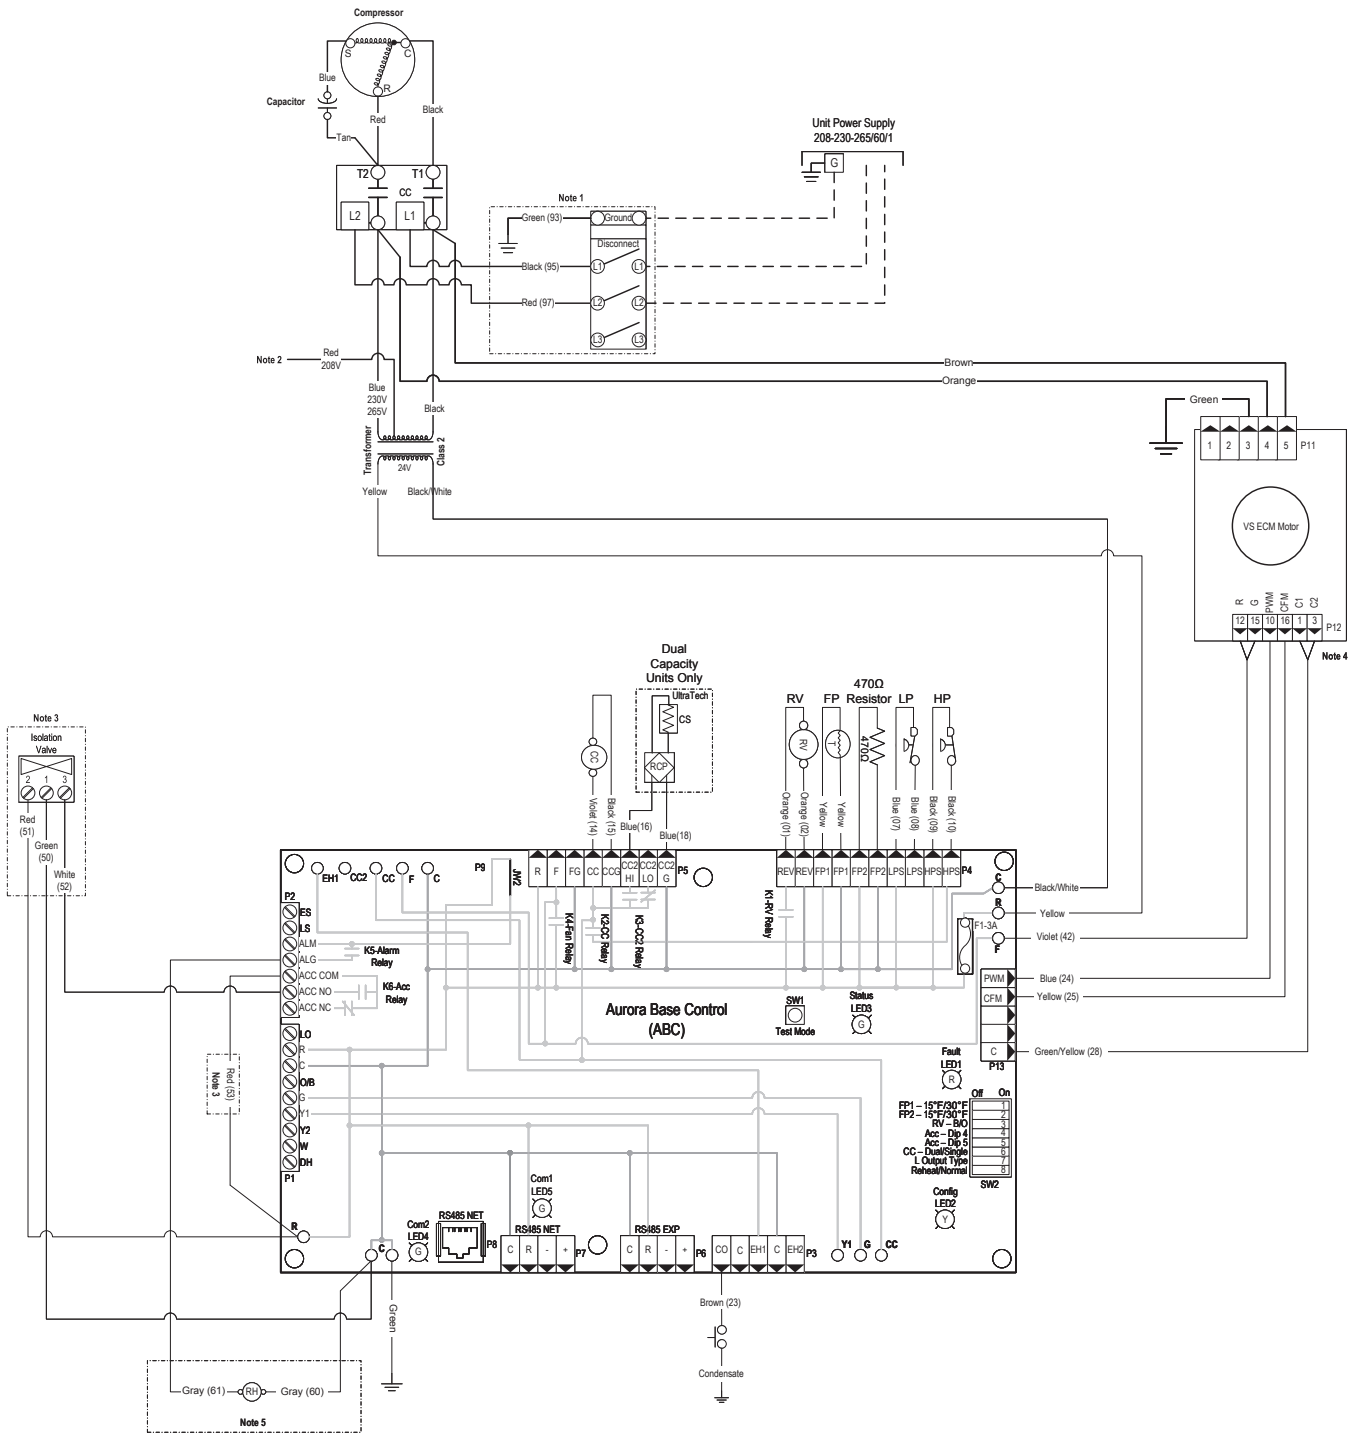 Compressor
S
C
R
Blue
Capacitor
Red
Black
Tan
T2
T1
CC
L2
L1
Unit Power Supply
208-230-265/60/1
G
Note 1
Green (93)
Ground
Disconnect
Black (95)
L1
L1
Red (97)
L2
L2
L3
L3
Note 2
Red
208V
Brown
Orange
Blue
230V
265V
Black
Green
Transformer
Class 2
24V
Yellow
Black/White
1
2
3
4
5
P11
VS ECM Motor
R
G
PWM
CFM
C1
C2
12
15
10
16
1
3
P12
Note 4
Dual
Capacity
Units Only
UltraTech
CS
RCP
CC
RV
FP
470Ω
Resistor
LP
HP
RV
T
470Ω
Note 3
Isolation
Valve
2
1
3
Red
(51)
Green
(50)
White
(52)
Violet (14)
Black (15)
Blue(16)
Blue(18)
Orange (01)
Orange (02)
Yellow
Yellow
Blue (07)
Blue (08)
Black (09)
Black (10)
EH1
CC2
CC
F
C
P9
JW2
R
F
FG
CC
CCG
CC2
HI
CC2
LO
CC2
G
P5
REV
REV
FP1
FP1
FP2
FP2
LPS
LPS
HPS
HPS
P4
C
Black/White
R
Yellow
F1-3A
Violet (42)
F
P2
ES
LS
ALM
ALG
ACC COM
ACC NO
ACC NC
K5-Alarm
Relay
K6-Acc
Relay
K4-Fan Relay
K2-CC Relay
K3-CC2 Relay
K1-RV Relay
PWM
Blue (24)
CFM
Yellow (25)
C
Green/Yellow (28)
P13
Aurora Base Control
(ABC)
SW1
Test Mode
Status
LED3
G
Fault
LED1
R
LO
R
C
O/B
G
Y1
Y2
W
DH
P1
Red (53)
Note 3
Off
On
FP1 – 15°F/30°F
1
FP2 – 15°F/30°F
2
RV – B/O
3
Acc – Dip 4
4
Acc – Dip 5
5
CC – Dual/Single
6
L Output Type
7
Reheat/Normal
8
SW2
Config
LED2
Y
R
C
Com2
LED4
G
RS485 NET
P8
Com1
LED5
G
RS485 NET
C
R
-
+
P7
RS485 EXP
C
R
-
+
P6
CO
C
EH1
C
EH2
P3
Y1
G
CC
Green
Brown (23)
Condensate
Gray (61)
RH
Gray (60)
Note 5